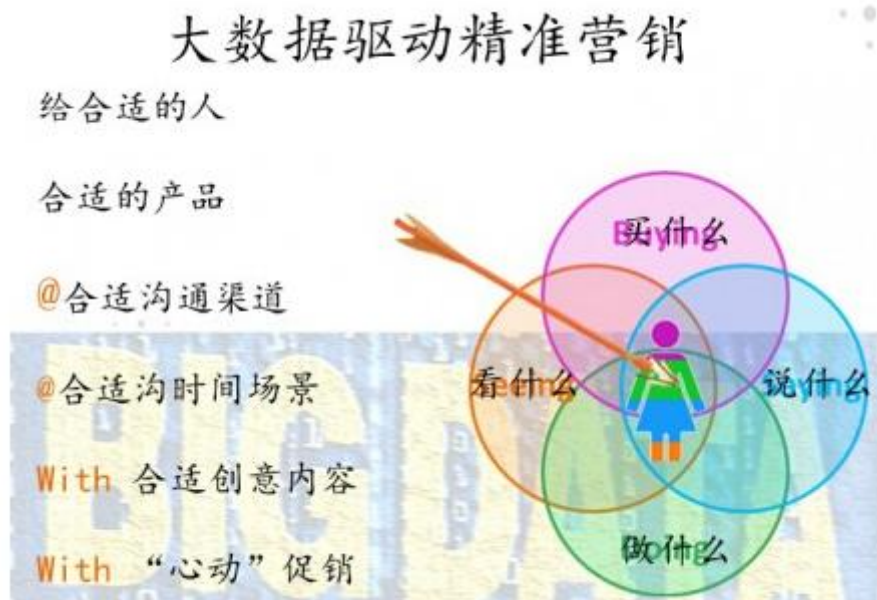 大数据驱动精准营销
给合适的人
合适的产品
@合适沟通渠道
@合适沟时间场景
With 合适创意内容
With “心动”促销
买什么
Buying
看什么
说什么
做什么
BIGDATA